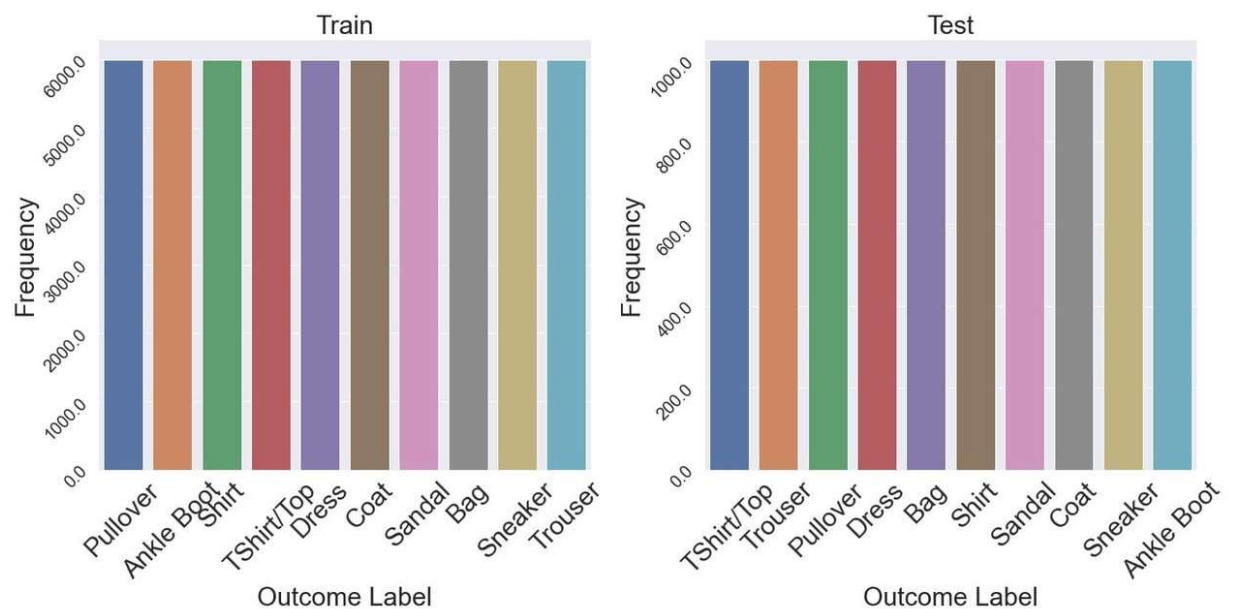 Train
Frequency
6000.0
5000.0
4000.0
3000.0
2000.0
1000.0
0.0
Pullover
Ankle Boot
Shirt
TShirt/Top
Dress
Coat
Sandal
Bag
Sneaker
Trouser
Outcome Label
Test
Frequency
1000.0
800.0
600.0
400.0
200.0
0.0
TShirt/Top
Trouser
Pullover
Dress
Bag
Shirt
Sandal
Coat
Sneaker
Ankle Boot
Outcome Label